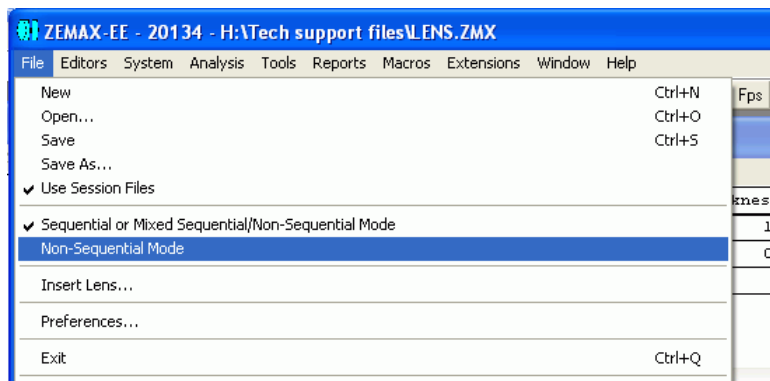 ZEMAX-EE - 20134 - H:\Tech support files\LENS.ZMX
File Editors System Analysis Tools Reports Macros Extensions Window Help
New Ctrl+N
Fps
Open... Ctrl+O
Save Ctrl+S
Save As...
✓ Use Session Files
knes
✓ Sequential or Mixed Sequential/Non-Sequential Mode
1
Non-Sequential Mode
Insert Lens...
Preferences...
Exit Ctrl+Q